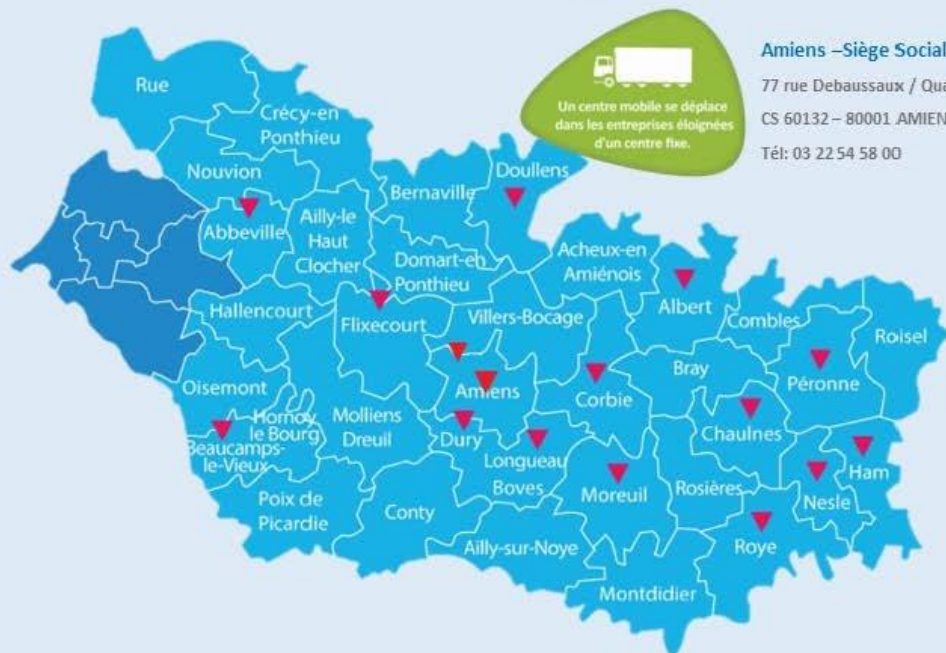 Amiens –Siège Social
77 rue Debaussaux / Qua
CS 60132 – 80001 AMIEN
Tél: 03 22 54 58 00
Un centre mobile se déplace
dans les entreprises éloignées
d'un centre fixe.
Rue
Crécy-en
Ponthieu
Nouvion
Bernaville
Doullens
Abbeville
Ailly-le
Haut
Clocher
Domart-en
Ponthieu
Acheux-en
Amiénois
Albert
Hallencourt
Flixecourt
Villers-Bocage
Combles
Roisel
Oisemont
Amiens
Corbie
Bray
Péronne
Hornoy
le Bourg
Molliens
Dreuil
Dury
Chaulnes
Beaucamps-
le-Vieux
Longueau
Boves
Moreuil
Rosières
Nesle
Ham
Poix de
Picardie
Conty
Ailly-sur-Noye
Roye
Montdidier